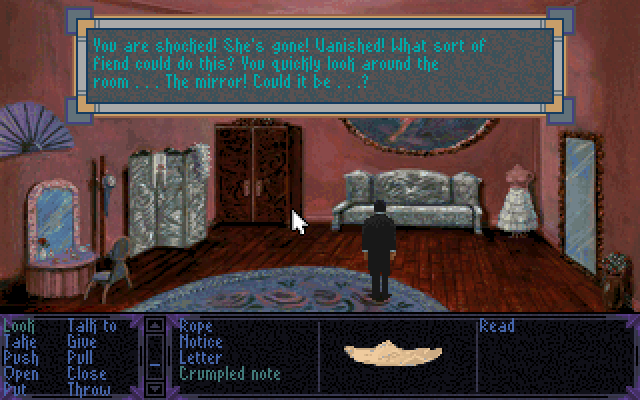 You are shocked! She's gone! Vanished! What sort of
fiend could do this? You quickly look around the
room . . . The mirror! Could it be . . .?
Look Talk to
Take Give
Push Pull
Open Close
Put Throw
Rope
Notice
Letter
Crumpled note
Read